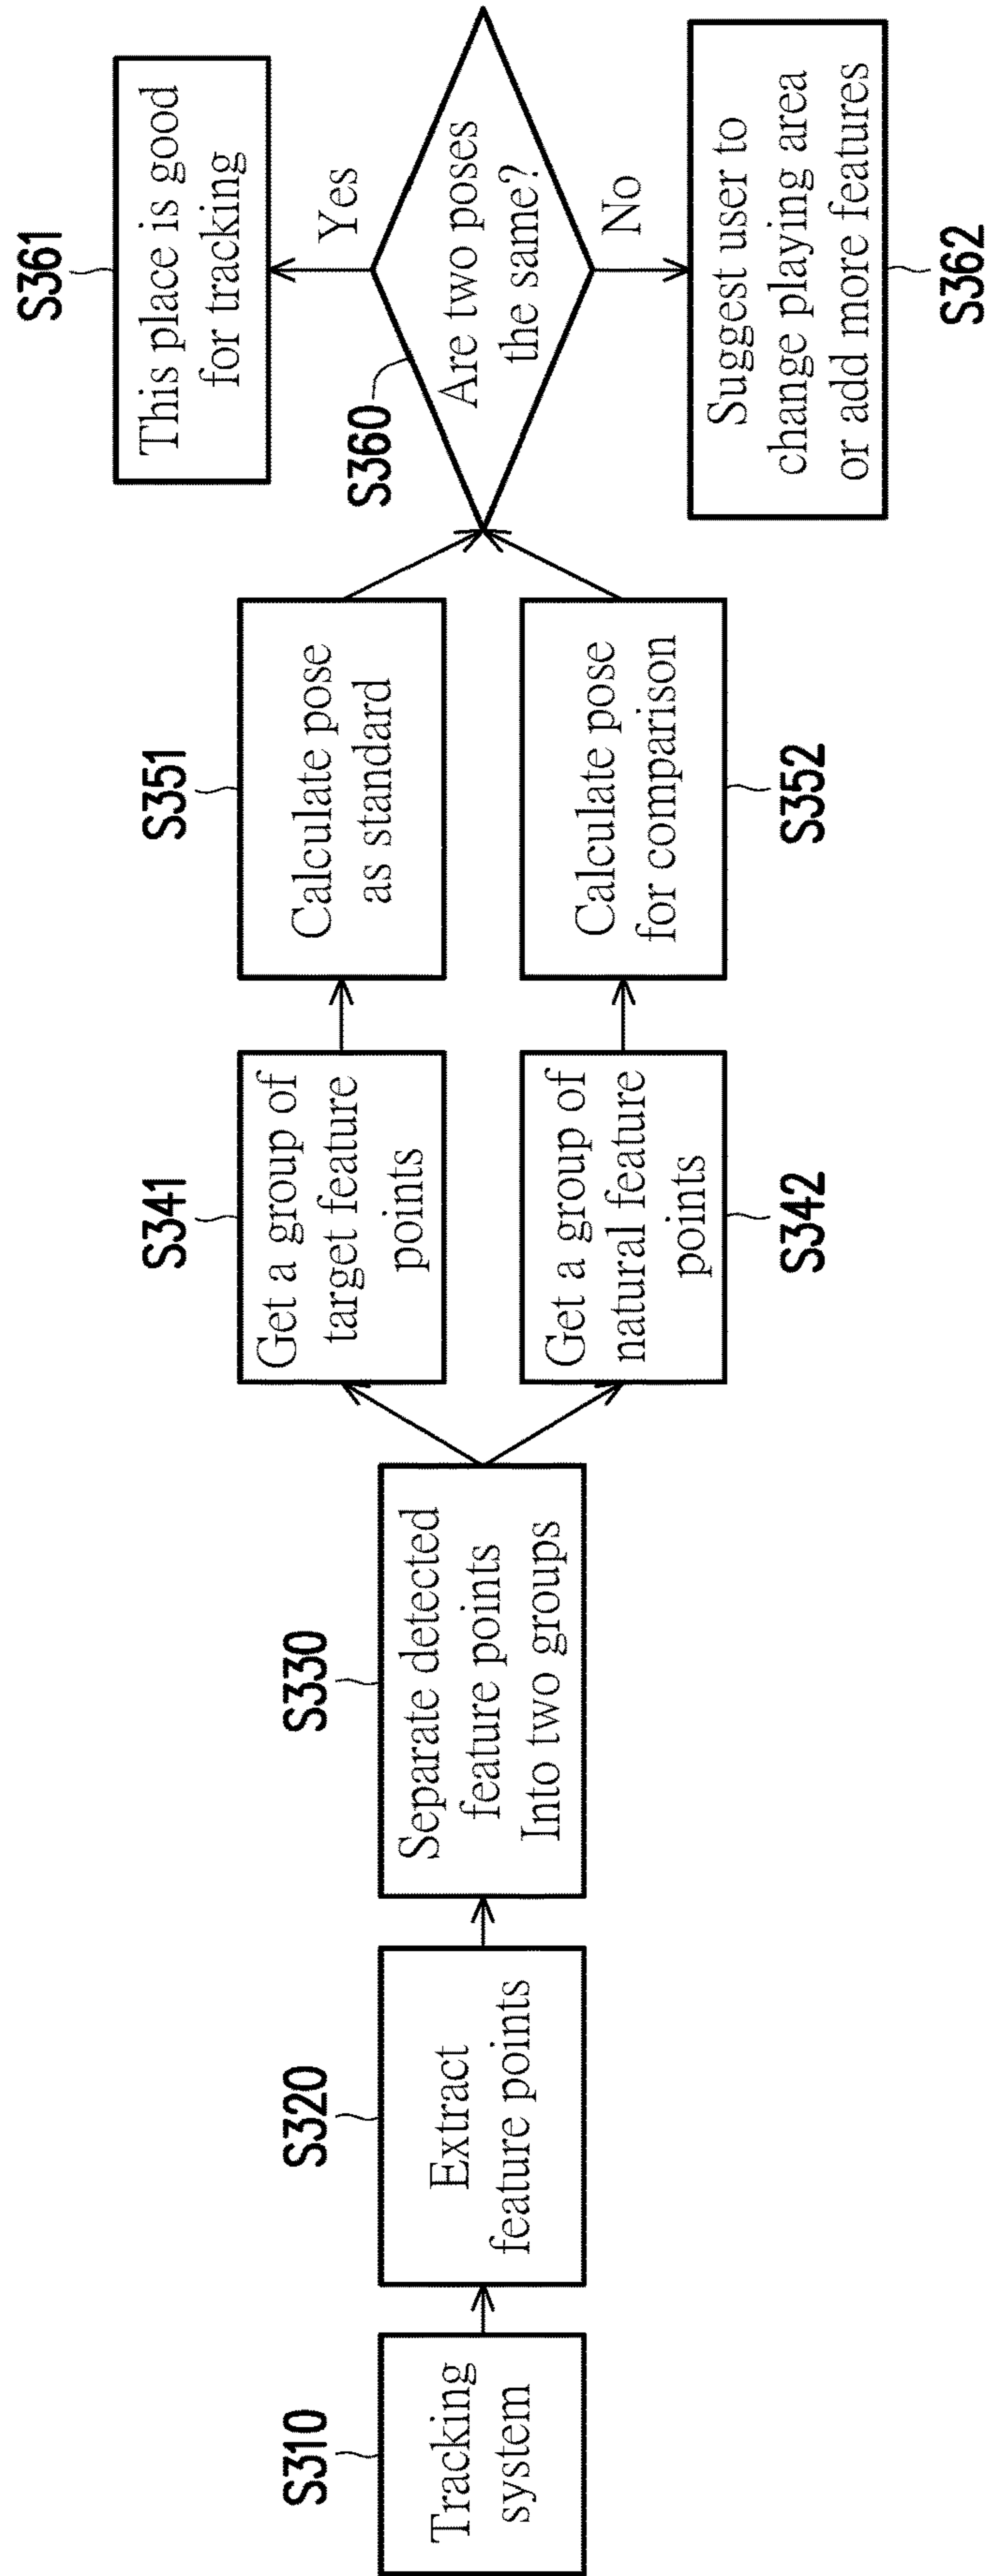 S310
Tracking
system
S320
Extract
feature points
S330
Separate detected
feature points
Into two groups
S341
Get a group of
target feature
points
S342
Get a group of
natural feature
points
S351
Calculate pose
as standard
S352
Calculate pose
for comparison
S360
Are two poses
the same?
Yes
No
S361
This place is good
for tracking
S362
Suggest user to
change playing area
or add more features